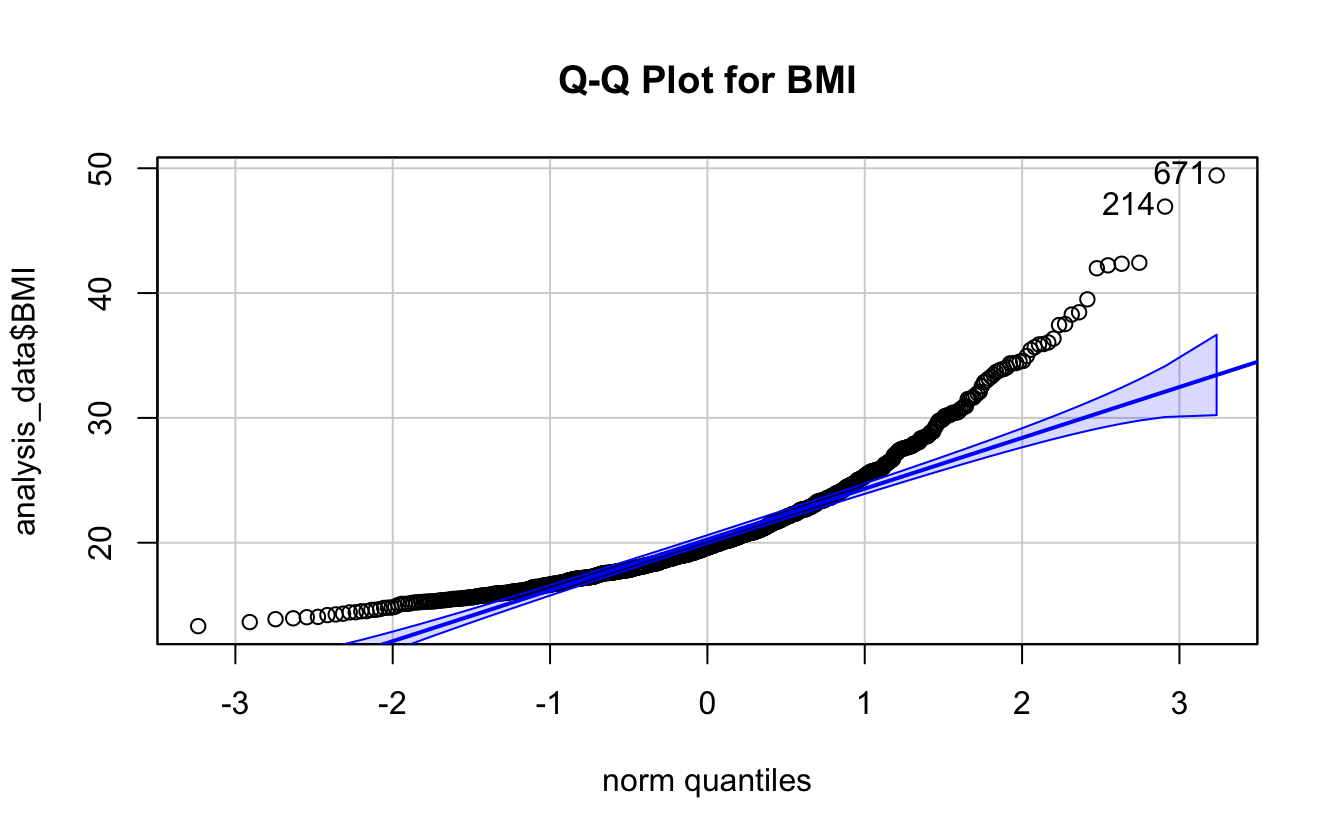 Q-Q Plot for BMI
50
40
30
20
analysis_data$BMI
671
214
-3 -2 -1 0 1 2 3
norm quantiles